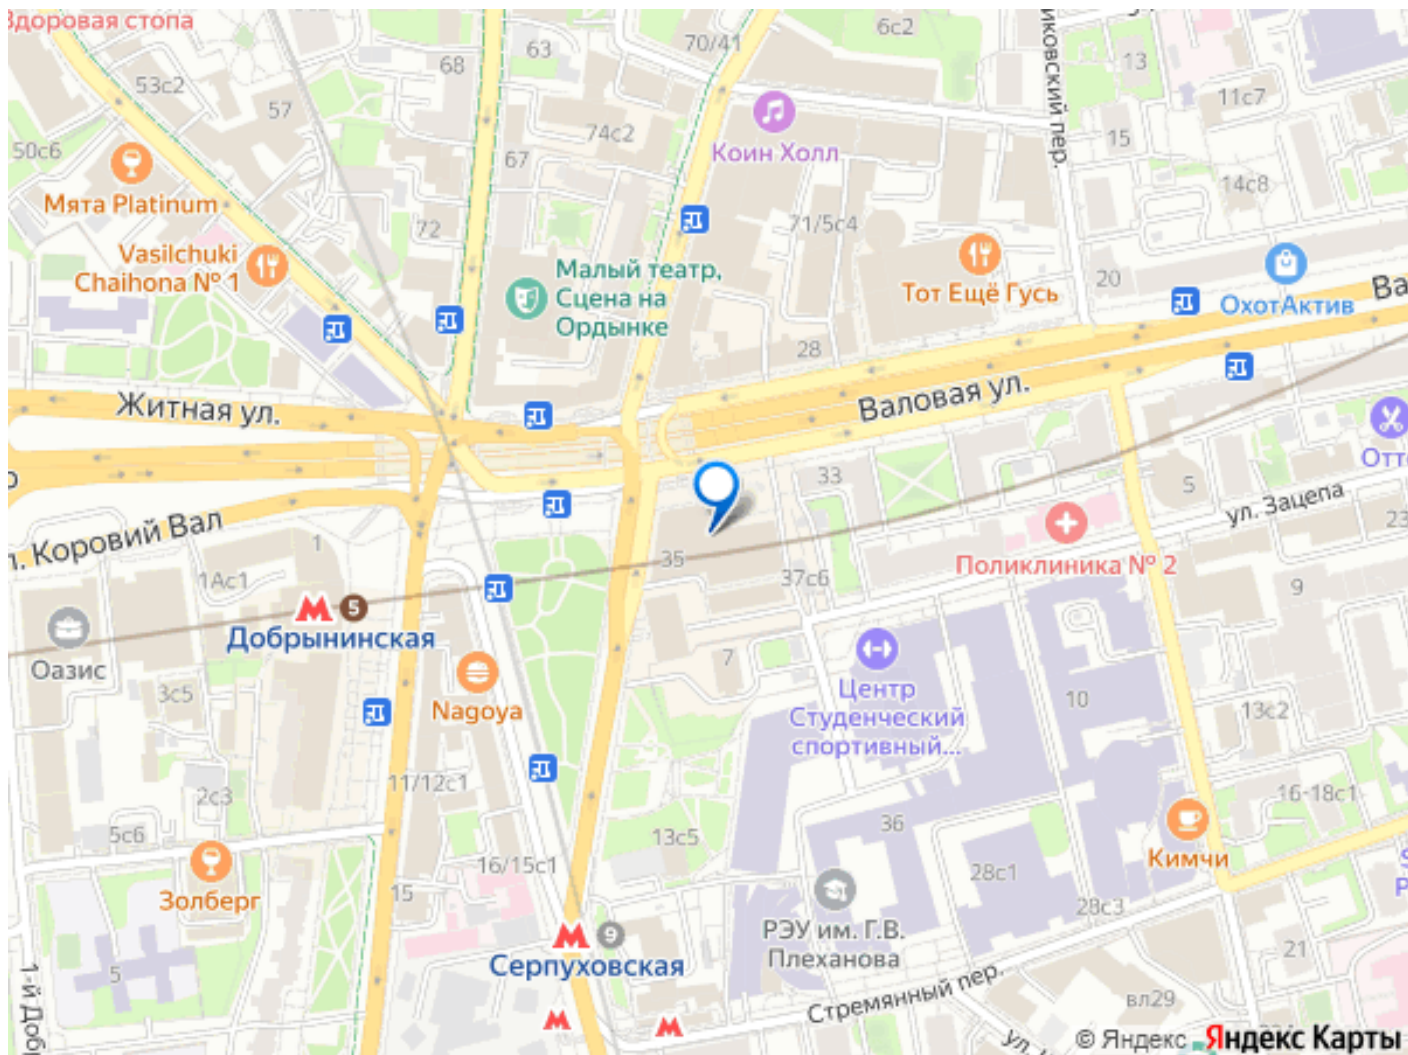 Здоровая стопа
53с2
57
50с6
Мята Platinum
Vasilchuki
Chaihona № 1
68
63
70/41
6с2
74с2
67
72
Коин Холл
71/5с4
Малый театр,
Сцена на
Ордынке
Тот Ещё Гусь
28
13
11с7
15
14с8
20
ОхотАктив
Житная ул.
Валовая ул.
33
5
ул. Зацепа
23
Поликлиника № 2
35
37с6
9
1
1Ас1
5
Добрынинская
Оазис
3с5
Nagoya
7
Центр
Студенческий
спортивный...
10
13с2
11/12с1
2с3
5с6
Золберг
15
16/15с1
13с5
36
16-18с1
Кимчи
28с1
28с3
РЭУ им. Г.В.
Плеханова
9
Серпуховская
5
Стремянный пер.
вл29
21
© Яндекс
Яндекс Карты